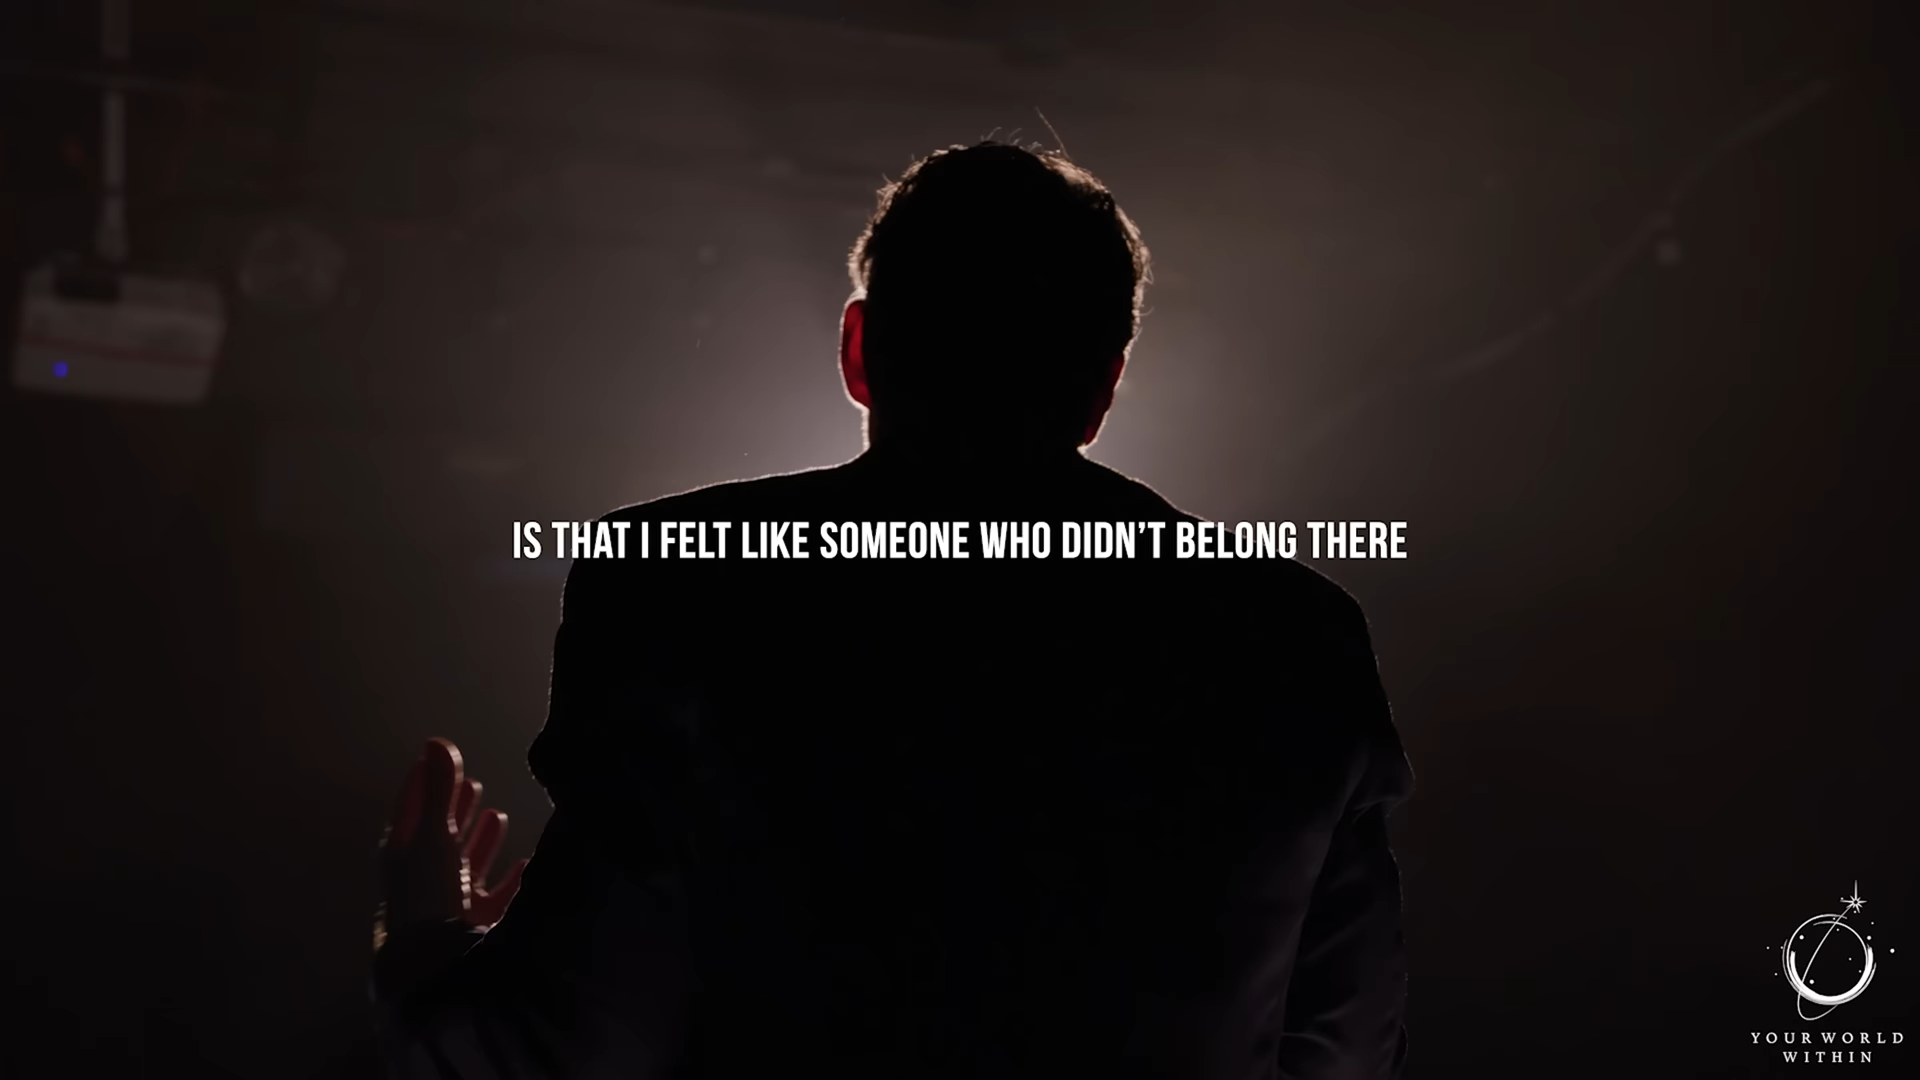 IS THAT I FELT LIKE SOMEONE WHO DIDN'T BELONG THERE
YOUR WORLD
WITHIN